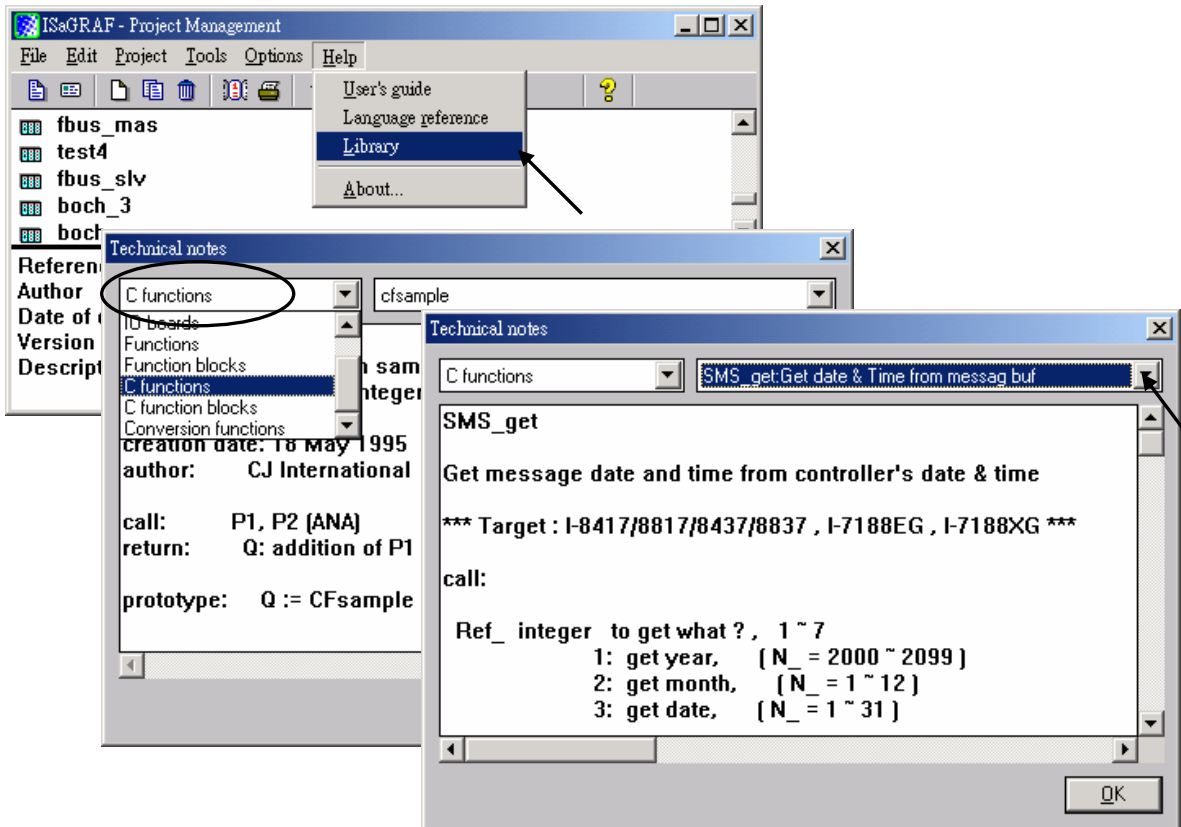 ISaGRAF - Project Management
File Edit Project Tools Options Help
User's guide
Language reference
Library
About...
fbus_mas
test4
fbus_slv
boch_3
Author
Date of
Version
Technical notes
C functions
cfsample
IO boards
Functions
Function blocks
C functions
C function blocks
Conversion functions
creation date: 18 May 1995
author: CJ International
call: P1, P2 (ANA)
return: Q: addition of P1
prototype: Q := CFsample
Technical notes
C functions
SMS_get:Get date & Time from messag buf
SMS_get
Get message date and time from controller's date & time
*** Target : I-8417/8817/8437/8837 , I-7188EG , I-7188XG ***
call:
Ref_ integer to get what ? , 1 ~ 7
1: get year, ( N_ = 2000 ~ 2099 )
2: get month, ( N_ = 1 ~ 12 )
3: get date, ( N_ = 1 ~ 31 )
OK